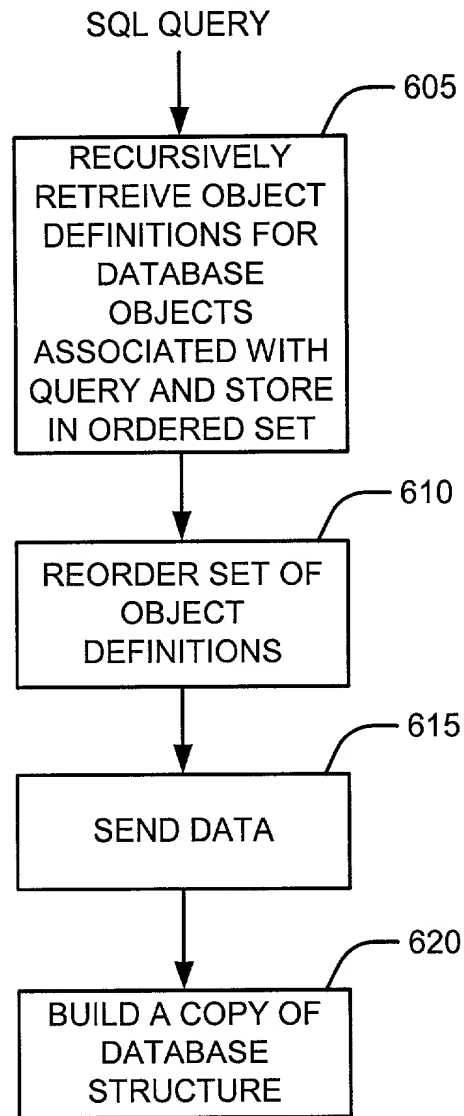 SQL QUERY
605
RECURSIVELY
RETREIVE OBJECT
DEFINITIONS FOR
DATABASE
OBJECTS
ASSOCIATED WITH
QUERY AND STORE
IN ORDERED SET
610
REORDER SET OF
OBJECT
DEFINITIONS
615
SEND DATA
620
BUILD A COPY OF
DATABASE
STRUCTURE